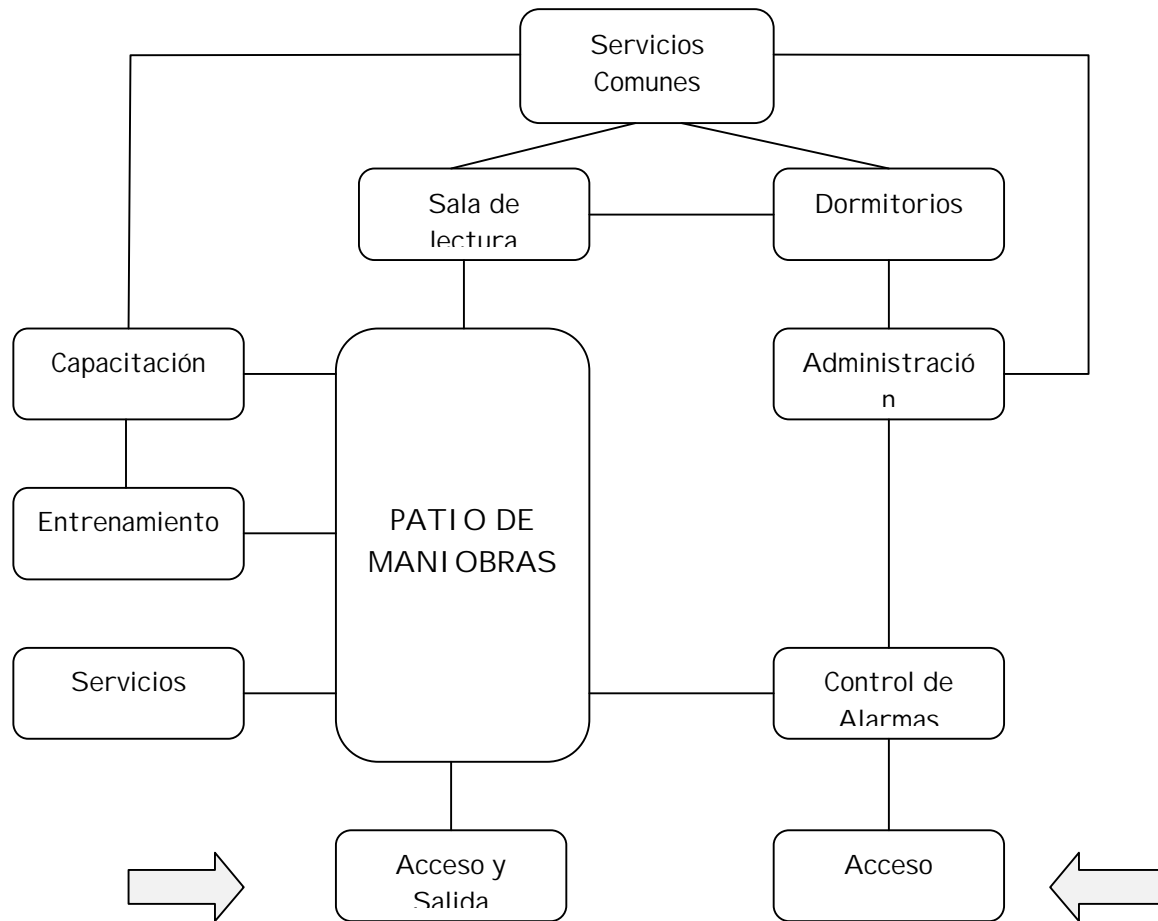 Servicios
Comunes
Sala de
lectura
Dormitorios
Capacitación
Administració
n
Entrenamiento
PATIO DE
MANIOBRAS
Servicios
Control de
Alarmas
Acceso y
Salida
Acceso